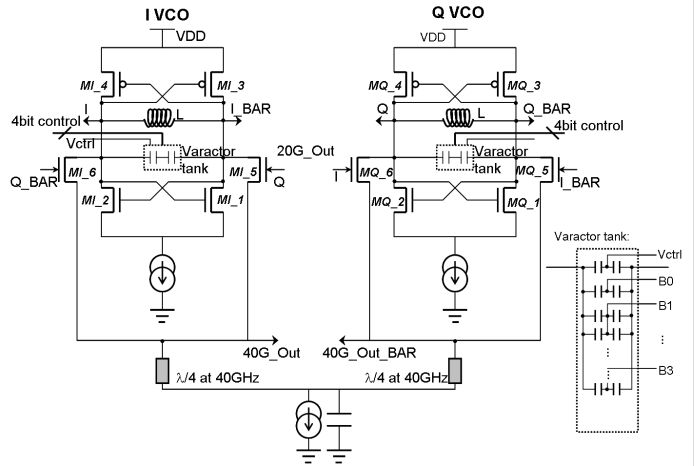 I VCO
Q VCO
VDD
VDD
MI_4
MI_3
MQ_4
MQ_3
I
L
I_BAR
Q
L
Q_BAR
4bit control
4bit control
Vctrl
Varactor
tank
20G_Out
Varactor
tank
MI_6
MI_5
MQ_6
MQ_5
Q_BAR
Q
I
I_BAR
MI_2
MI_1
MQ_2
MQ_1
Varactor tank:
Vctrl
B0
B1
B3
40G_Out
40G_Out_BAR
λ/4 at 40GHz
λ/4 at 40GHz